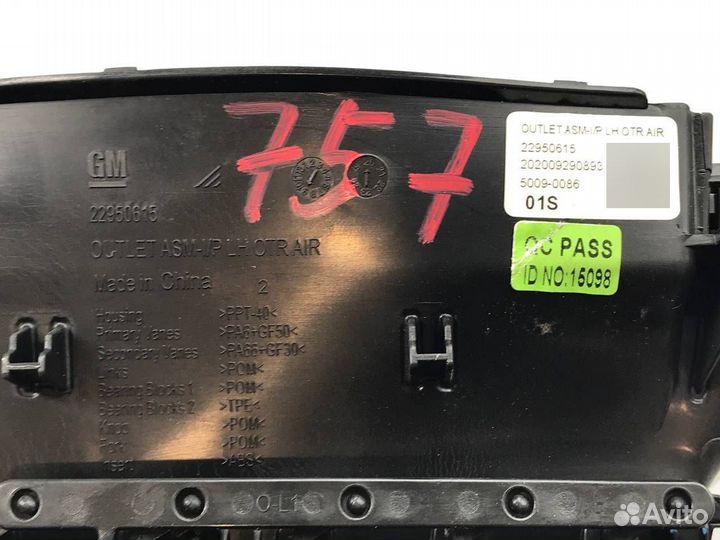 757
GM
22950615
OUTLET ASM-I/P LH OTR AIR
Made in China 2
Housing >PPT-40<
Primary Vanes >PA6+GF50<
Secondary Vanes >PA66+GF30<
Links >POM<
Bearing Blocks 1 >POM<
Bearing Blocks 2 >TPE<
Knobs >POM<
>POM<
Insert >ABS<
O-L1
OUTLET ASM-I/P LH OTR AIR
22950615
202009290893
5009-0086
01S
QC PASS
ID NO:15098
Avito